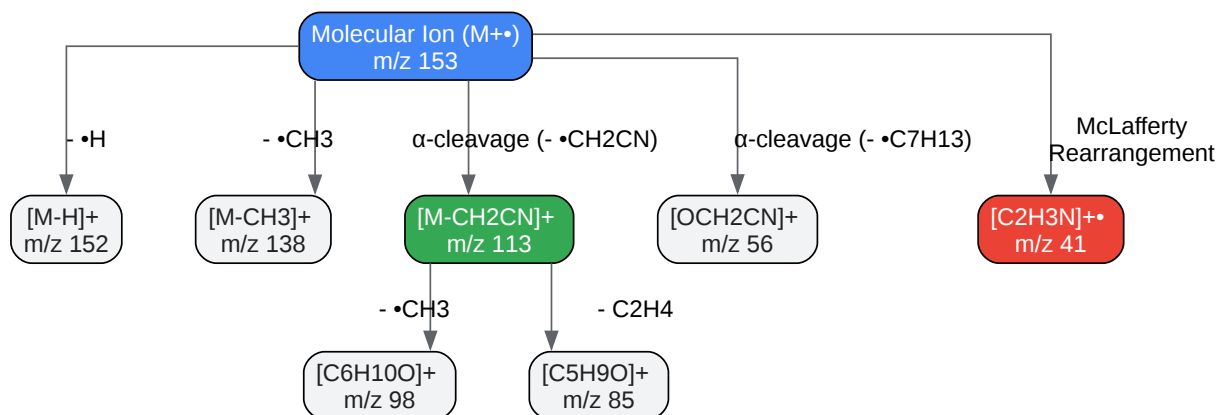 Molecular Ion (M+•)
m/z 153
- •H
- •CH3
α-cleavage (- •CH2CN)
α-cleavage (- •C7H13)
McLafferty
Rearrangement
[M-H]+
m/z 152
[M-CH3]+
m/z 138
[M-CH2CN]+
m/z 113
[OCH2CN]+
m/z 56
[C2H3N]+•
m/z 41
- •CH3
- C2H4
[C6H10O]+
m/z 98
[C5H9O]+
m/z 85